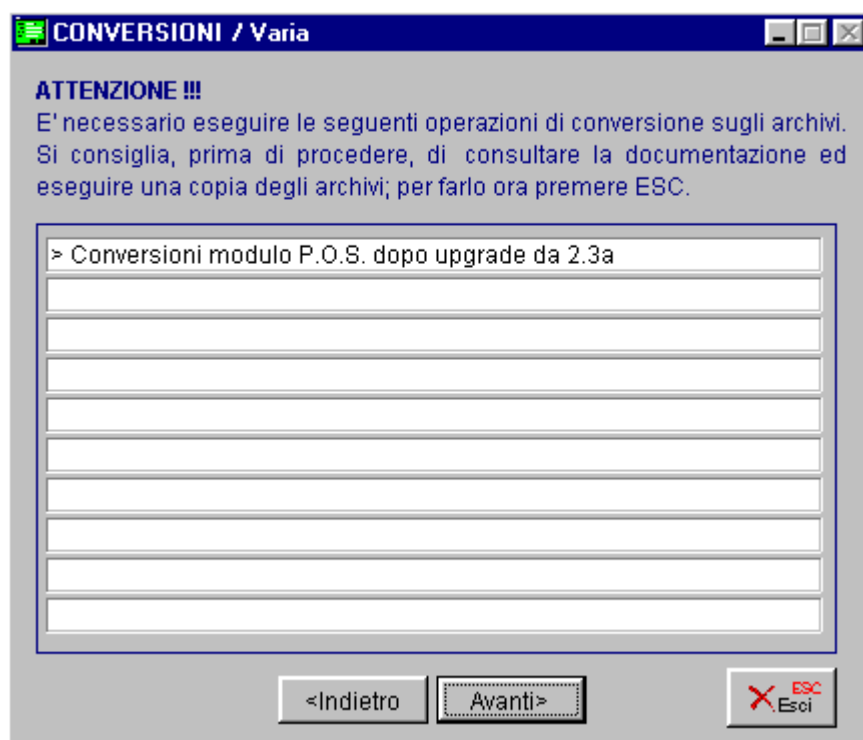 CONVERSIONI / Varia
ATTENZIONE !!!
E' necessario eseguire le seguenti operazioni di conversione sugli archivi.
Si consiglia, prima di procedere, di consultare la documentazione ed
eseguire una copia degli archivi; per farlo ora premere ESC.
> Conversioni modulo P.O.S. dopo upgrade da 2.3a
<Indietro
Avanti>
ESC
Esci